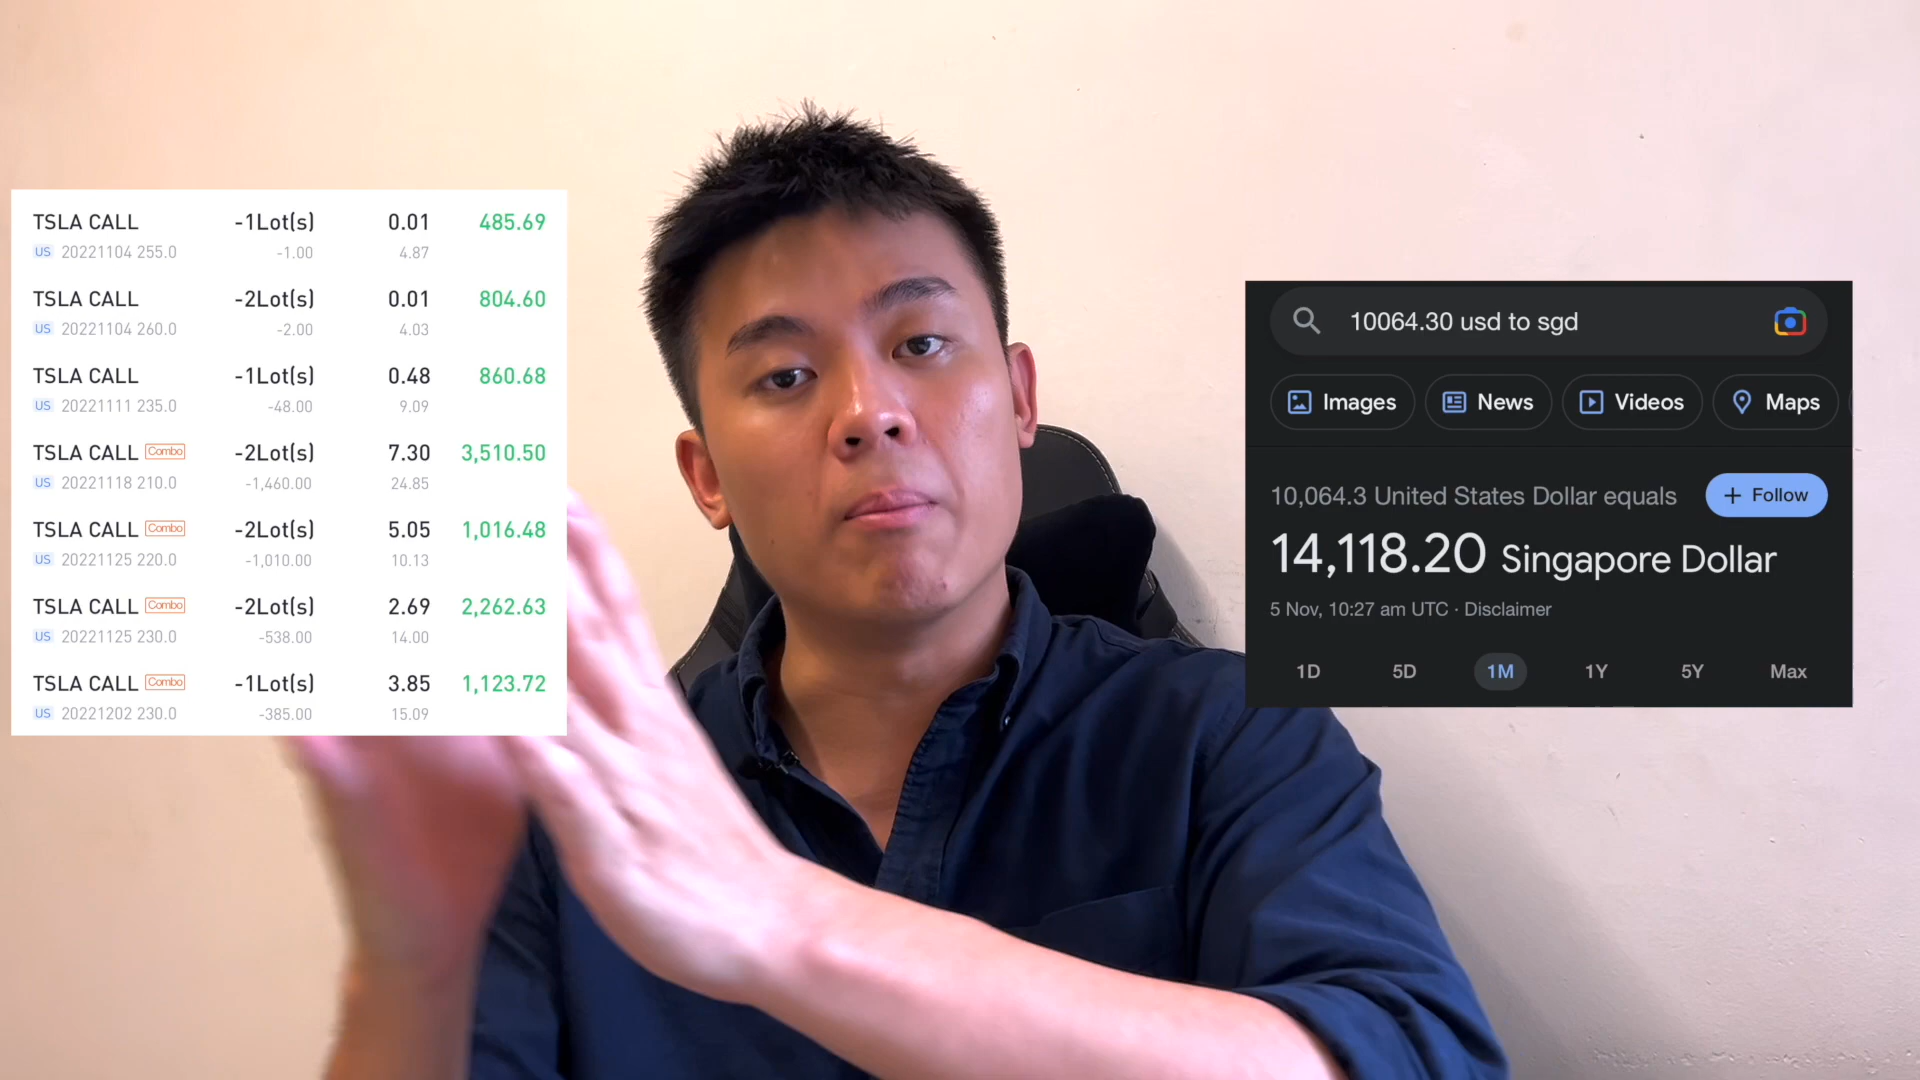 TSLA CALL -1Lot(s) 0.01 485.69
US 20221104 255.0 -1.00 4.87
TSLA CALL -2Lot(s) 0.01 804.60
US 20221104 260.0 -2.00 4.03
TSLA CALL -1Lot(s) 0.48 860.68
US 20221111 235.0 -48.00 9.09
TSLA CALL Combo -2Lot(s) 7.30 3,510.50
US 20221118 210.0 -1,460.00 24.85
TSLA CALL Combo -2Lot(s) 5.05 1,016.48
US 20221125 220.0 -1,010.00 10.13
TSLA CALL Combo -2Lot(s) 2.69 2,262.63
US 20221125 230.0 -538.00 14.00
TSLA CALL Combo -1Lot(s) 3.85 1,123.72
US 20221202 230.0 -385.00 15.09
10064.30 usd to sgd
Images News Videos Maps
10,064.3 United States Dollar equals
+ Follow
14,118.20 Singapore Dollar
5 Nov, 10:27 am UTC · Disclaimer
1D 5D 1M 1Y 5Y Max